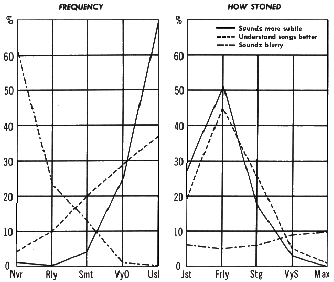 FREQUENCY
%
60
50
40
30
20
10
0
Nvr Rly Smt VyO Usl
HOW STONED
%
Sounds more subtle
Understand songs better
Sounds blurry
60
50
40
30
20
10
0
Jst Frly Stg VyS Max